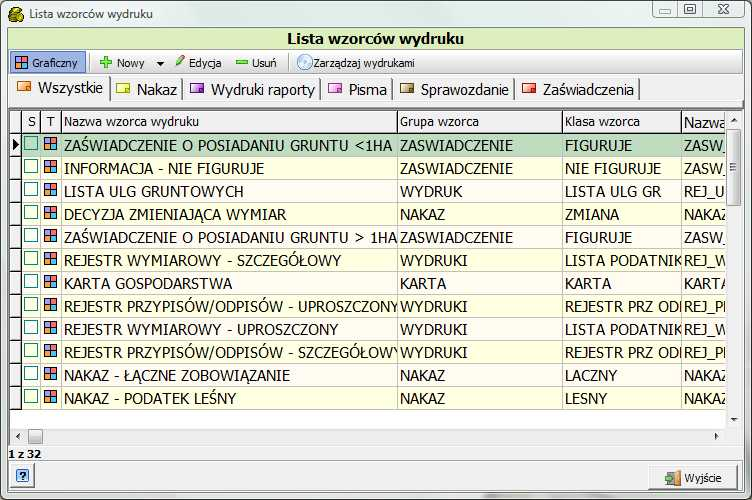 Lista wzorców wydruku
Lista wzorców wydruku
Graficzny Nowy Edycja Usuń Zarządzaj wydrukami
Wszystkie Nakaz Wydruki raporty Pisma Sprawozdanie Zaświadczenia
S T Nazwa wzorca wydruku Grupa wzorca Klasa wzorca Nazwa
ZAŚWIADCZENIE O POSIADANIU GRUNTU <1HA ZASWIADCZENIE FIGURUJE ZASW_
INFORMACJA - NIE FIGURUJE ZASWIADCZENIE NIE FIGURUJE ZASW_
LISTA ULG GRUNTOWYCH WYDRUK LISTA ULG GR REJ_U
DECYZJA ZMIENIAJĄCA WYMIAR NAKAZ ZMIANA NAKAZ
ZAŚWIADCZENIE O POSIADANIU GRUNTU > 1HA ZASWIADCZENIE FIGURUJE ZASW_
REJESTR WYMIAROWY - SZCZEGÓŁOWY WYDRUKI LISTA PODATNIK REJ_W
KARTA GOSPODARSTWA KARTA KARTA KARTA
REJESTR PRZYPISÓW/ODPISÓW - UPROSZCZONY WYDRUKI REJESTR PRZ ODI REJ_PI
REJESTR WYMIAROWY - UPROSZCZONY WYDRUKI LISTA PODATNIK REJ_W
REJESTR PRZYPISÓW/ODPISÓW - SZCZEGÓŁOWY WYDRUKI REJESTR PRZ ODI REJ_PI
NAKAZ - ŁĄCZNE ZOBOWIĄZANIE NAKAZ LACZNY NAKAZ
NAKAZ - PODATEK LEŚNY NAKAZ LESNY NAKAZ
1 z 32
? Wyjście